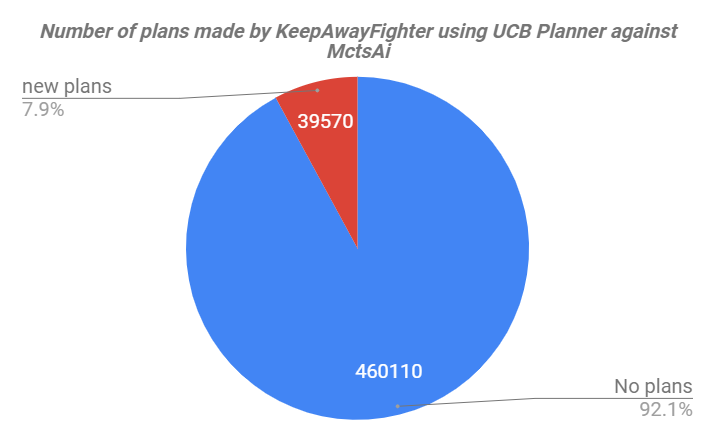 Number of plans made by KeepAwayFighter using UCB Planner against
MctsAi
new plans
7.9%
39570
460110
No plans
92.1%